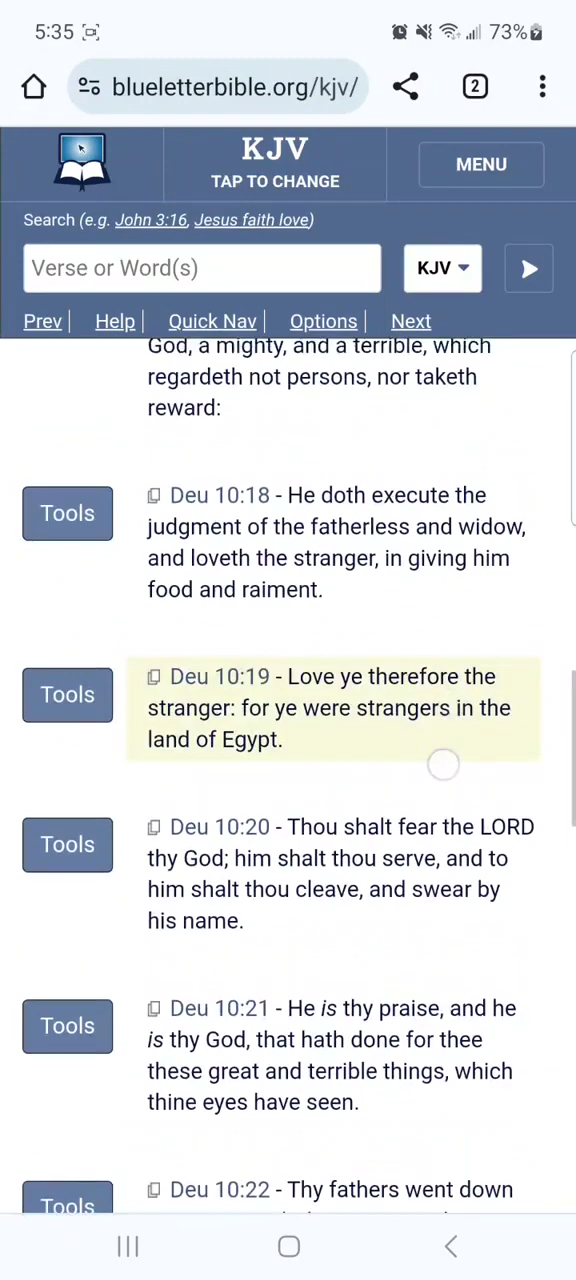 5:35 73%
2 blueletterbible.org/kjv/
KJV
TAP TO CHANGE
MENU
Search (e.g. John 3:16, Jesus faith love)
Verse or Word(s) KJV
Prev Help Quick Nav Options Next
God, a mighty, and a terrible, which
regardeth not persons, nor taketh
reward:
Tools
Deu 10:18 - He doth execute the
judgment of the fatherless and widow,
and loveth the stranger, in giving him
food and raiment.
Tools
Deu 10:19 - Love ye therefore the
stranger: for ye were strangers in the
land of Egypt.
Tools
Deu 10:20 - Thou shalt fear the LORD
thy God; him shalt thou serve, and to
him shalt thou cleave, and swear by
his name.
Tools
Deu 10:21 - He is thy praise, and he
is thy God, that hath done for thee
these great and terrible things, which
thine eyes have seen.
Tools
Deu 10:22 - Thy fathers went down